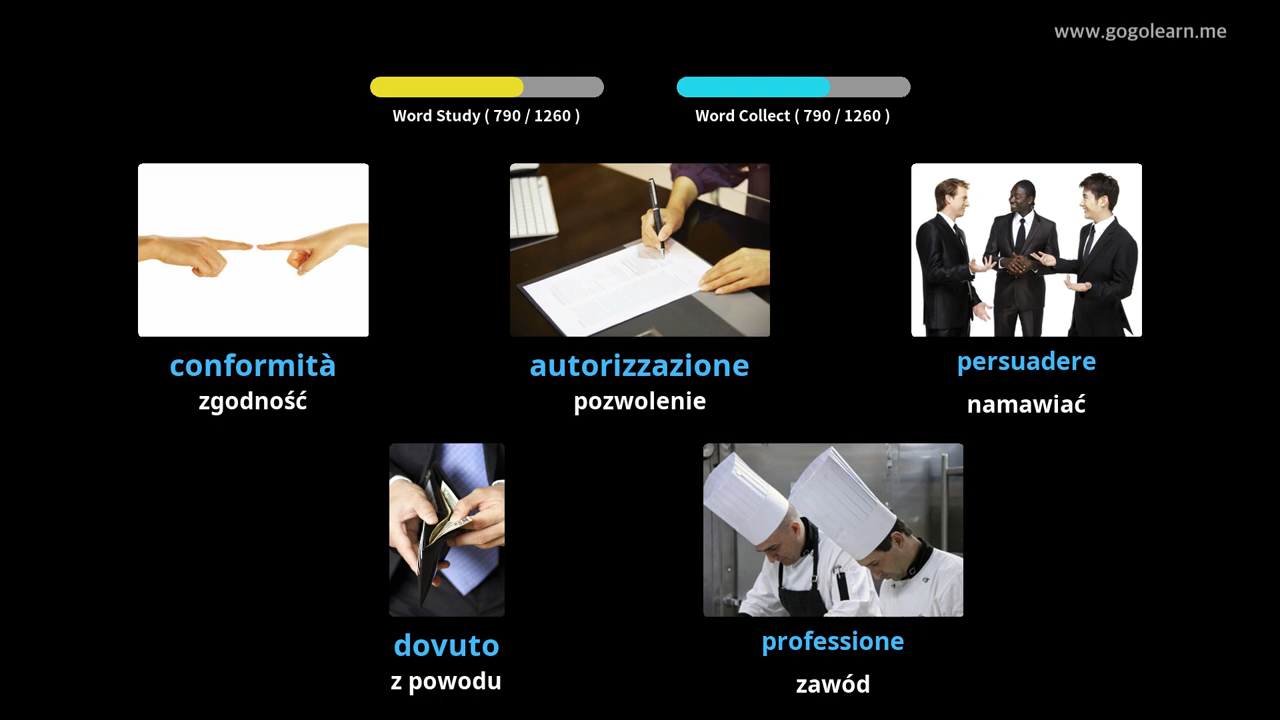 www.gogolearn.me
Word Study ( 790 / 1260 )
Word Collect ( 790 / 1260 )
conformità
zgodność
autorizzazione
pozwolenie
persuadere
namawiać
dovuto
z powodu
professione
zawód